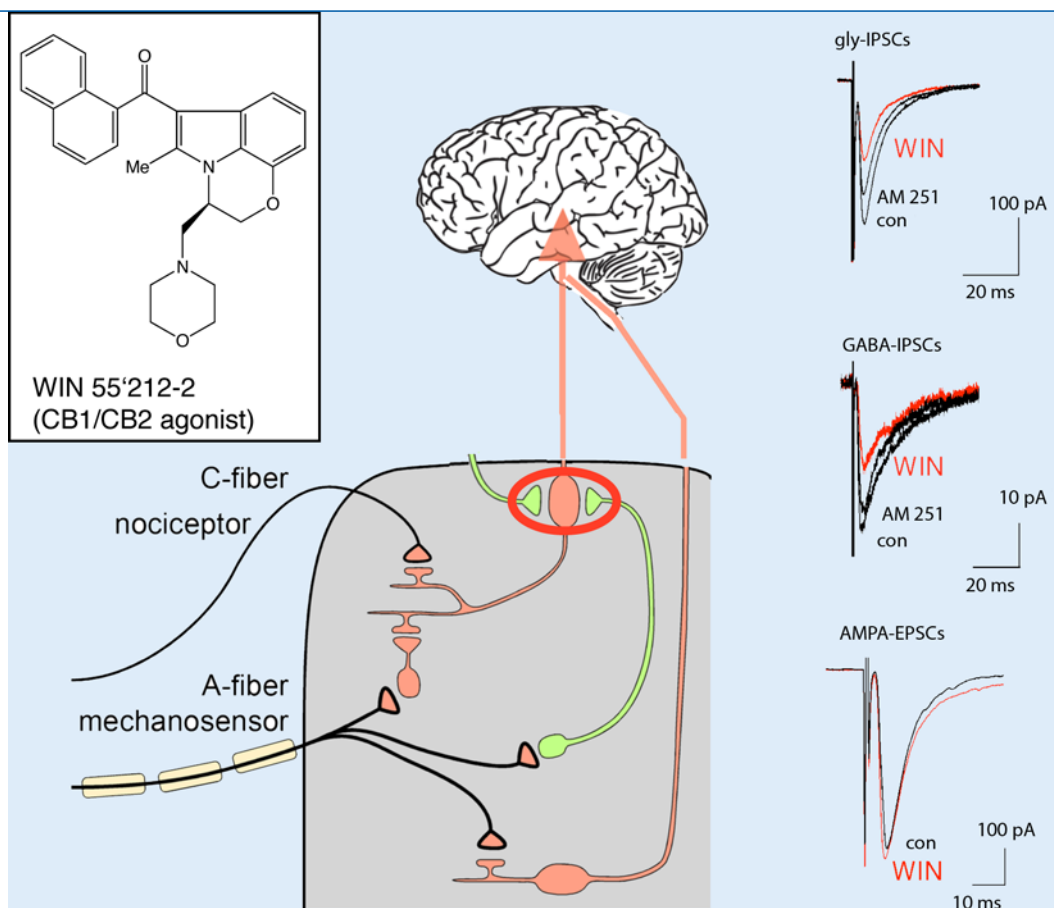 O
Me
N
O
N
O
WIN 55‘212-2
(CB1/CB2 agonist)
C-fiber
nociceptor
A-fiber
mechanosensor
gly-IPSCs
WIN
AM 251
con
100 pA
20 ms
GABA-IPSCs
WIN
AM 251
con
10 pA
20 ms
AMPA-EPSCs
con
WIN
100 pA
10 ms